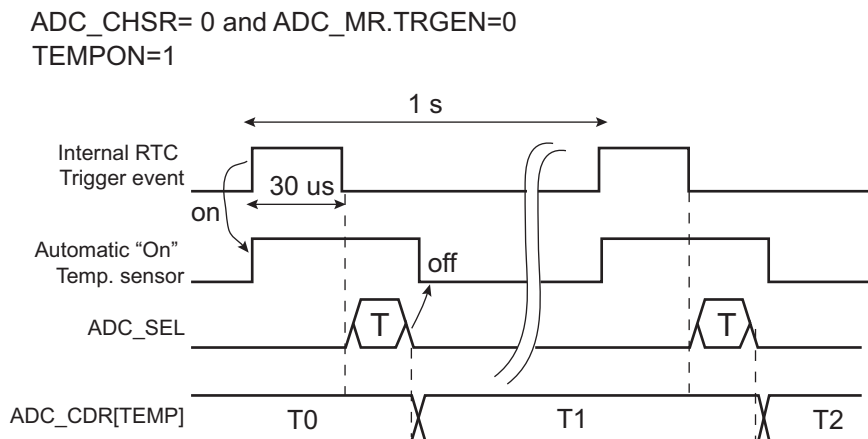 ADC_CHSR= 0 and ADC_MR.TRGEN=0
TEMPON=1
1 s
Internal RTC
Trigger event
30 us
on
Automatic “On”
Temp. sensor
off
ADC_SEL
T
T
ADC_CDR[TEMP]
T0
T1
T2